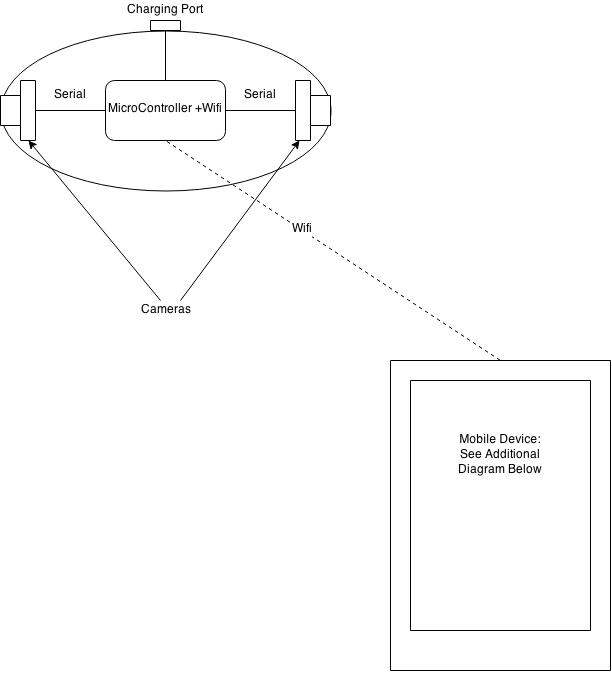 Charging Port
Serial
MicroController +Wifi
Serial
Wifi
Cameras
Mobile Device:
See Additional
Diagram Below